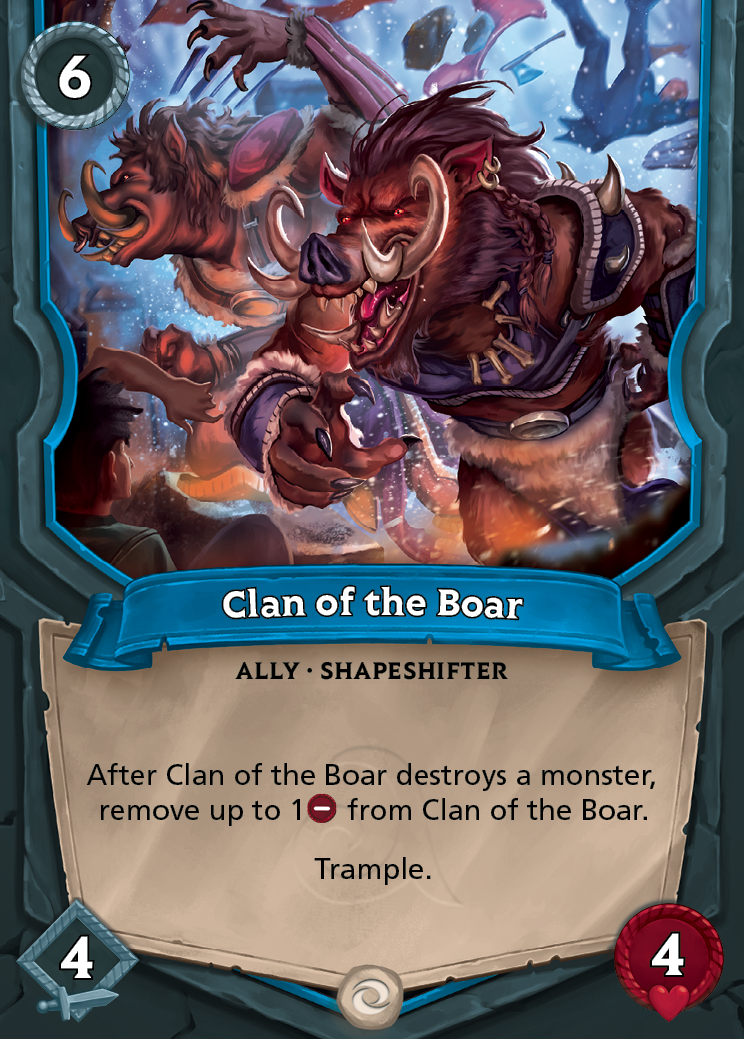 6
Clan of the Boar
ALLY · SHAPESHIFTER
After Clan of the Boar destroys a monster,
remove up to 1 from Clan of the Boar.
Trample.
4
4